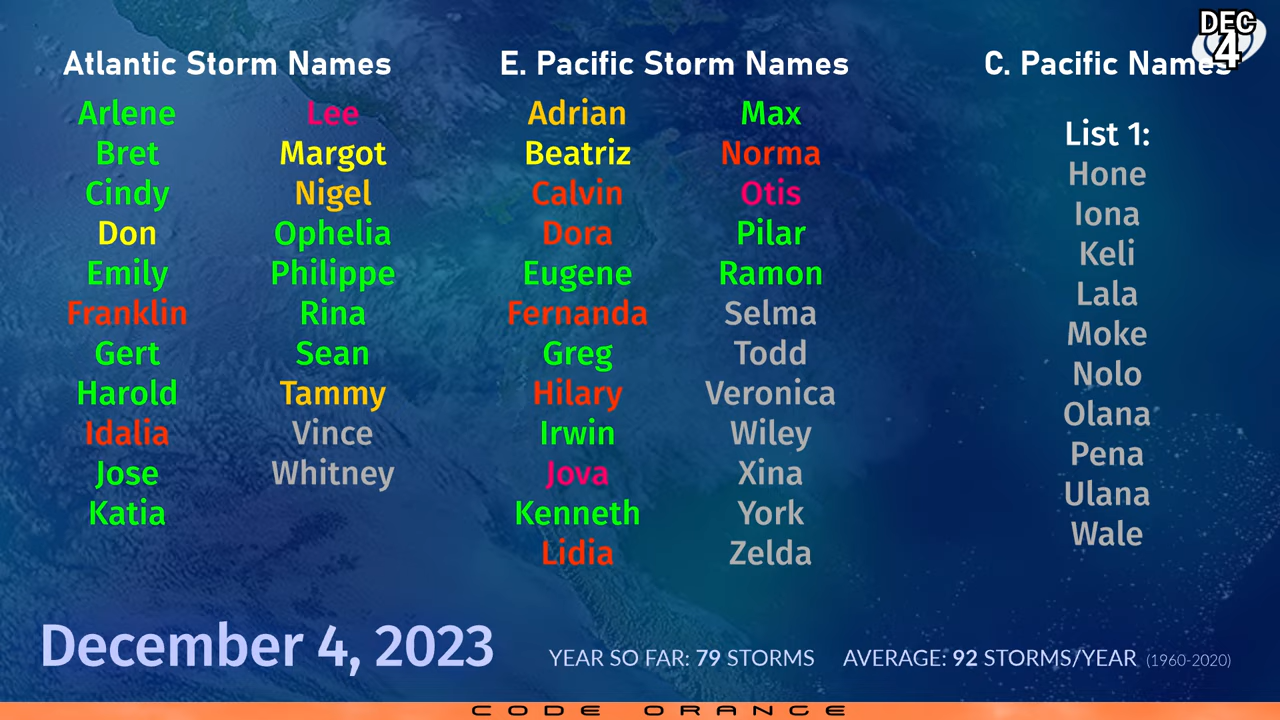 DEC
4
Atlantic Storm Names
Arlene
Bret
Cindy
Don
Emily
Franklin
Gert
Harold
Idalia
Jose
Katia
Lee
Margot
Nigel
Ophelia
Philippe
Rina
Sean
Tammy
Vince
Whitney
E. Pacific Storm Names
Adrian
Beatriz
Calvin
Dora
Eugene
Fernanda
Greg
Hilary
Irwin
Jova
Kenneth
Lidia
Max
Norma
Otis
Pilar
Ramon
Selma
Todd
Veronica
Wiley
Xina
York
Zelda
C. Pacific Names
List 1:
Hone
Iona
Keli
Lala
Moke
Nolo
Olana
Pena
Ulana
Wale
December 4, 2023
YEAR SO FAR: 79 STORMS
AVERAGE: 92 STORMS/YEAR (1960-2020)
CODE ORANGE